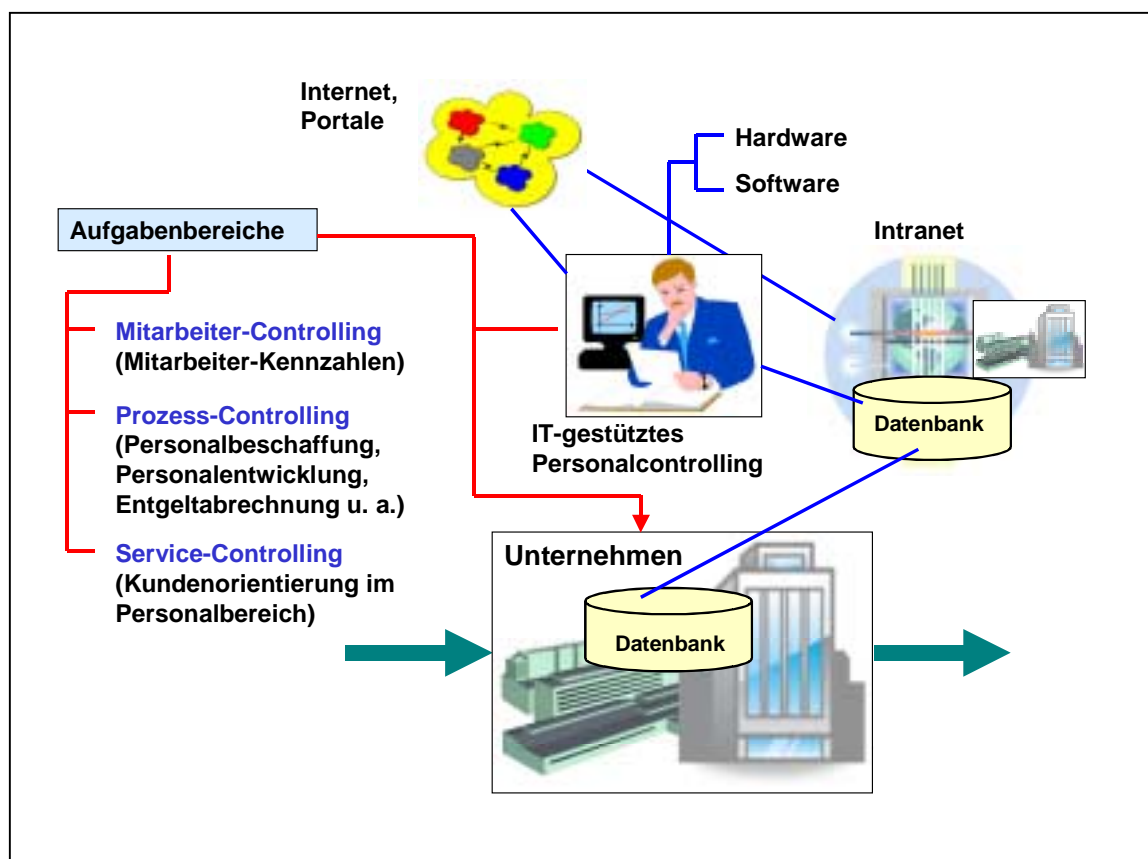 Internet,
Portale
Hardware
Software
Aufgabenbereiche
Intranet
Mitarbeiter-Controlling
(Mitarbeiter-Kennzahlen)
Prozess-Controlling
(Personalbeschaffung,
Personalentwicklung,
Entgeltabrechnung u. a.)
Service-Controlling
(Kundenorientierung im
Personalbereich)
IT-gestütztes
Personalcontrolling
Datenbank
Unternehmen
Datenbank